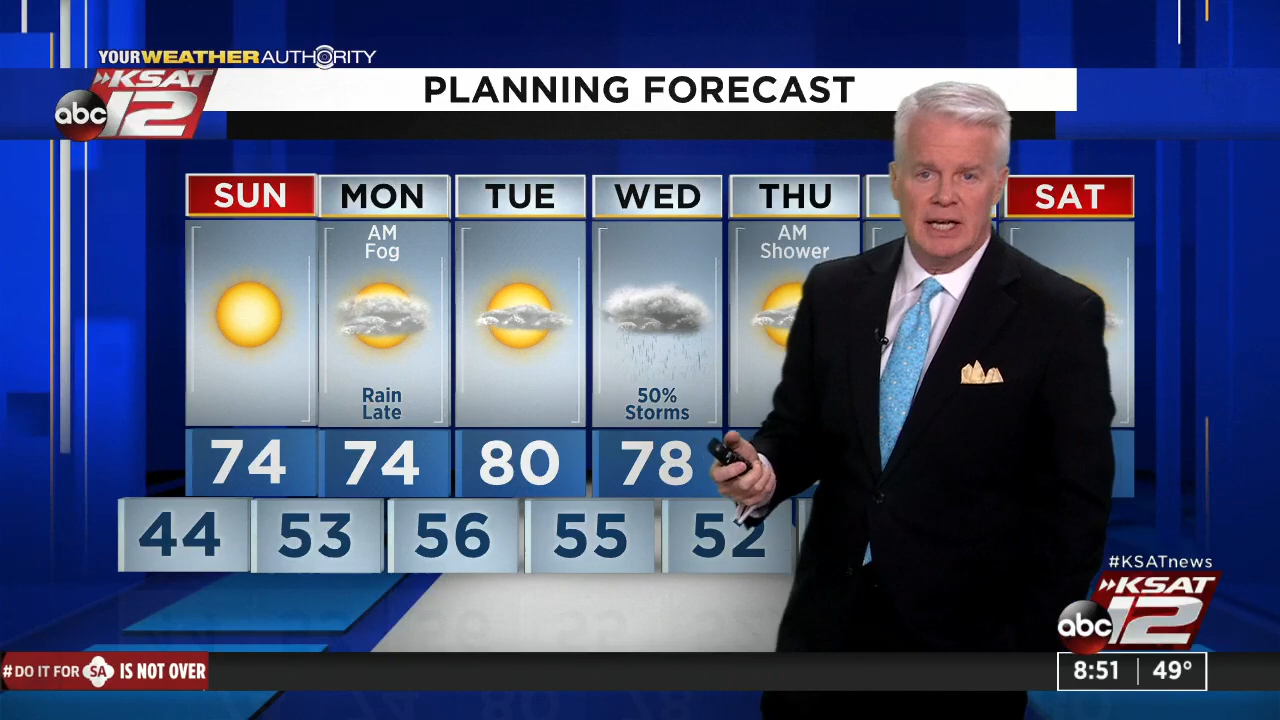 YOUR WEATHER AUTHORITY
KSAT
abc 12
PLANNING FORECAST
SUN MON TUE WED THU SAT
AM
Fog
AM
Shower
Rain
Late
50%
Storms
74 74 80 78
44 53 56 55 52
#KSATnews
KSAT
abc 12
#DO IT FOR SA IS NOT OVER
8:51 49°